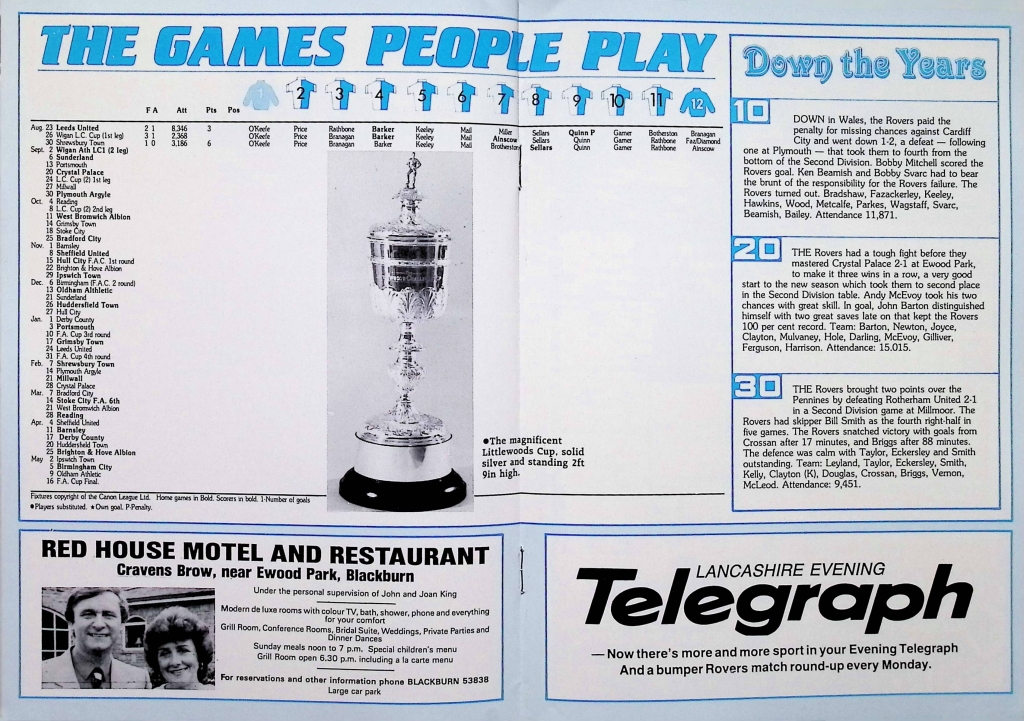 THE GAMES PEOPLE PLAY
1 2 3 4 5 6 7 8 9 10 11 12
F A Att Pts Pos
Aug. 23 Leeds United 2 1 8,346 3 O'Keefe Price Rathbone Barker Keeley Mail Miller Sellars Quinn P Garner Botherston Branagan
26 Wigan L.C. Cup (1st leg) 3 1 2,368 O'Keefe Price Branagan Barker Keeley Mail Ainscow Sellars Quinn Garner Rathbone Faz/Diamond
30 Shrewsbury Town 1 0 3,186 6 O'Keefe Price Branagan Barker Keeley Mail Brotherston Sellars Quinn Garner Rathbone Ainscow
Sept. 2 Wigan Ath LC1 (2 leg)
6 Sunderland
13 Portsmouth
20 Crystal Palace
24 L.C. Cup (2) 1st leg
27 Millwall
30 Plymouth Argyle
Oct. 4 Reading
8 L.C. Cup (2) 2nd leg
11 West Bromwich Albion
14 Grimsby Town
18 Stoke City
25 Bradford City
Nov. 1 Barnsley
8 Sheffield United
15 Hull City F.A.C. 1st round
22 Brighton & Hove Albion
29 Ipswich Town
Dec. 6 Birmingham (F.A.C. 2 round)
13 Oldham Athletic
21 Sunderland
26 Huddersfield Town
27 Hull City
Jan. 1 Derby County
3 Portsmouth
10 F.A. Cup 3rd round
17 Grimsby Town
24 Leeds United
31 F.A. Cup 4th round
Feb. 7 Shrewsbury Town
14 Plymouth Argyle
21 Millwall
28 Crystal Palace
Mar. 7 Bradford City
14 Stoke City F.A. 6th
21 West Bromwich Albion
28 Reading
Apr. 4 Sheffield United
11 Barnsley
17 Derby County
20 Huddersfield Town
25 Brighton & Hove Albion
May 2 Ipswich Town
5 Birmingham City
9 Oldham Athletic
16 F.A. Cup Final.
Fixtures copyright of the Canon League Ltd. Home games in Bold. Scorers in bold. 1-Number of goals
●Players substituted. ★Own goal. P-Penalty.
●The magnificent
Littlewoods Cup, solid
silver and standing 2ft
9in high.
Down the Years
10
DOWN in Wales, the Rovers paid the
penalty for missing chances against Cardiff
City and went down 1-2, a defeat — following
one at Plymouth — that took them to fourth from the
bottom of the Second Division. Bobby Mitchell scored the
Rovers goal. Ken Beamish and Bobby Svarc had to bear
the brunt of the responsibility for the Rovers failure. The
Rovers turned out. Bradshaw, Fazackerley, Keeley,
Hawkins, Wood, Metcalfe, Parkes, Wagstaff, Svarc,
Beamish, Bailey. Attendance 11,871.
20
THE Rovers had a tough fight before they
mastered Crystal Palace 2-1 at Ewood Park,
to make it three wins in a row, a very good
start to the new season which took them to second place
in the Second Division table. Andy McEvoy took his two
chances with great skill. In goal, John Barton distinguished
himself with two great saves late on that kept the Rovers
100 per cent record. Team: Barton, Newton, Joyce,
Clayton, Mulvaney, Hole, Darling, McEvoy, Gilliver,
Ferguson, Harrison. Attendance: 15.015.
30
THE Rovers brought two points over the
Pennines by defeating Rotherham United 2-1
in a Second Division game at Millmoor. The
Rovers had skipper Bill Smith as the fourth right-half in
five games. The Rovers snatched victory with goals from
Crossan after 17 minutes, and Briggs after 88 minutes.
The defence was calm with Taylor, Eckersley and Smith
outstanding. Team: Leyland, Taylor, Eckersley, Smith,
Kelly, Clayton (K), Douglas, Crossan, Briggs, Vernon,
McLeod. Attendance: 9,451.
RED HOUSE MOTEL AND RESTAURANT
Cravens Brow, near Ewood Park, Blackburn
Under the personal supervision of John and Joan King
Modern de luxe rooms with colour TV, bath, shower, phone and everything
for your comfort
Grill Room, Conference Rooms, Bridal Suite, Weddings, Private Parties and
Dinner Dances
Sunday meals noon to 7 p.m. Special children's menu
Grill Room open 6.30 p.m. including a la carte menu
For reservations and other information phone BLACKBURN 53838
Large car park
LANCASHIRE EVENING
Telegraph
— Now there's more and more sport in your Evening Telegraph
And a bumper Rovers match round-up every Monday.